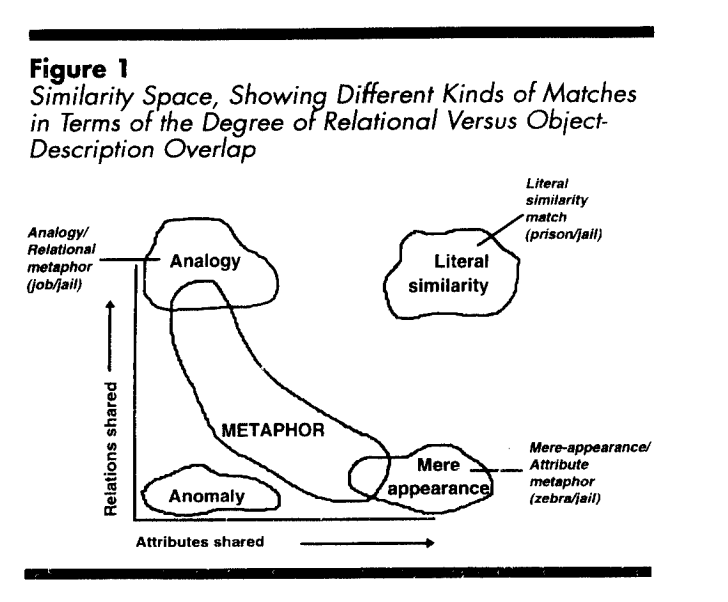 Figure 1
Similarity Space, Showing Different Kinds of Matches
in Terms of the Degree of Relational Versus Object-
Description Overlap
Literal
similarity
match
(prison/jail)
Analogy/
Relational
metaphor
(job/jail)
Analogy
Literal
similarity
Relations shared
METAPHOR
Mere
appearance
Mere-appearance/
Attribute
metaphor
(zebra/jail)
Anomaly
Attributes shared